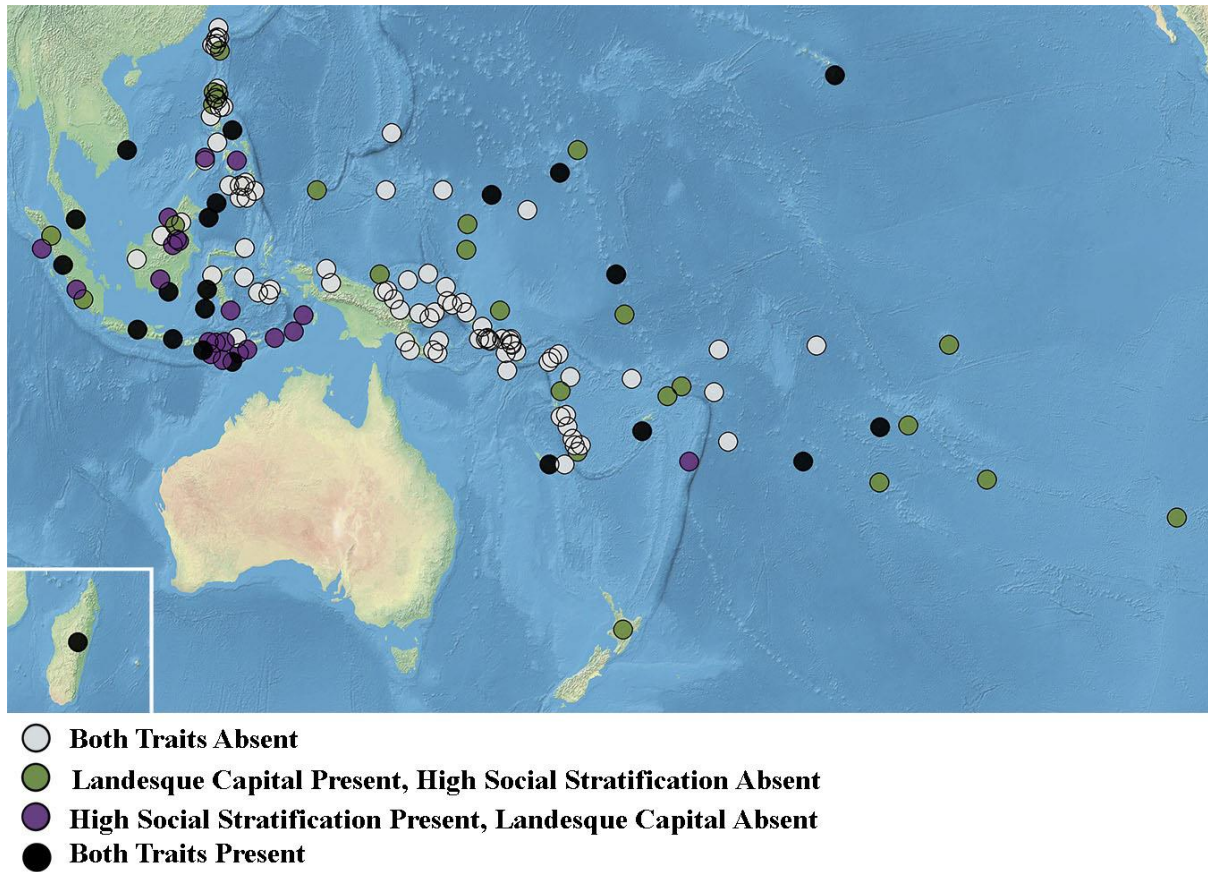 Both Traits Absent
Landesque Capital Present, High Social Stratification Absent
High Social Stratification Present, Landesque Capital Absent
Both Traits Present